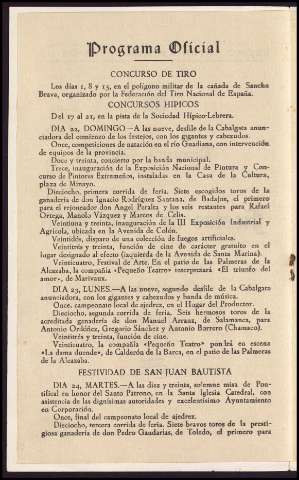 Programa Oficial
CONCURSO DE TIRO
Los días 1, 8 y 15, en el polígono militar de la cañada de Sancha
Brava, organizado por la Federación del Tiro Nacional de España.
CONCURSOS HIPICOS
Del 17 al 21, en la pista de la Sociedad Hípico-Lebrera.
DIA 22, DOMINGO.—A las nueve, desfile de la Cabalgata anun-
ciadora del comienzo de los festejos, con los gigantes y cabezudos.
Once, competiciones de natación en el río Guadiana, con intervención
de equipos de la provincia.
Doce y treinta, concierto por la banda municipal.
Trece, inauguración de la Exposición Nacional de Pintura y Con-
curso de Pintores Extremeños, instaladas en la Casa de la Cultura,
plaza de Minayo.
Dieciocho, primera corrida de feria. Siete escogidos toros de la
ganadería de don Ignacio Rodríguez Santana, de Badajoz, el primero
para el rejoneador don Angel Peralta y los seis restantes para Rafael
Ortega, Manolo Vázquez y Marcos de Celis.
Veintiuna y treinta, inauguración de la III Exposición Industrial y
Agrícola, ubicada en la Avenida de Colón.
Veintidós, disparo de una colección de fuegos artificiales.
Veintidós y treinta, función de cine de carácter gratuito en el
lugar designado al efecto (aucatería de la Avenida de Santa Marina).
Veinticuatro, Festival de Arte. En el patio de las Palmeras de la
Alcazaba, la compañía «Pequeño Teatro» interpretará «El triunfo del
amor», de Marivaux.
DIA 23, LUNES.—A las nueve, segundo desfile de la Cabalgata
anunciadora, con los gigantes y cabezudos y banda de música.
Once, campeonato local de ajedrez, en el Hogar del Productor.
Dieciocho, segunda corrida de feria. Seis hermosos toros de la
acreditada ganadería de don Manuel Arranz, de Salamanca, para
Antonio Ordóñez, Gregorio Sánchez y Antonio Borrero (Chamaco).
Veintitrés y treinta, función de cine.
Veinticuatro, la compañía «Pequeño Teatro» pondrá en escena
«La dama duende», de Calderón de la Barca, en el patio de las Palmeras
de la Alcazaba.
FESTIVIDAD DE SAN JUAN BAUTISTA
DIA 24, MARTES.—A las diez y treinta, solemne misa de Pon-
tifical en honor del Santo Patrono, en la Santa Iglesia Catedral, con
asistencia de las dignísimas autoridades y excelentísimo Ayuntamiento
en Corporación.
Once, final del campeonato local de ajedrez.
Dieciocho, tercera corrida de feria. Siete bravos toros de la presti-
giosa ganadería de don Pedro Gandarias, de Toledo, el primero para